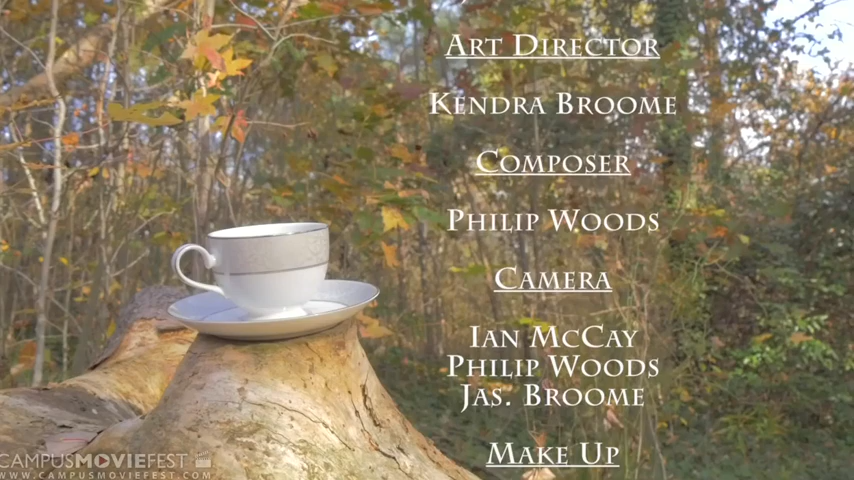 ART DIRECTOR
KENDRA BROOME
COMPOSER
PHILIP WOODS
CAMERA
IAN MCCAY
PHILIP WOODS
JAS. BROOME
MAKE UP
CAMPUSMOVIEFEST
WWW.CAMPUSMOVIEFEST.COM